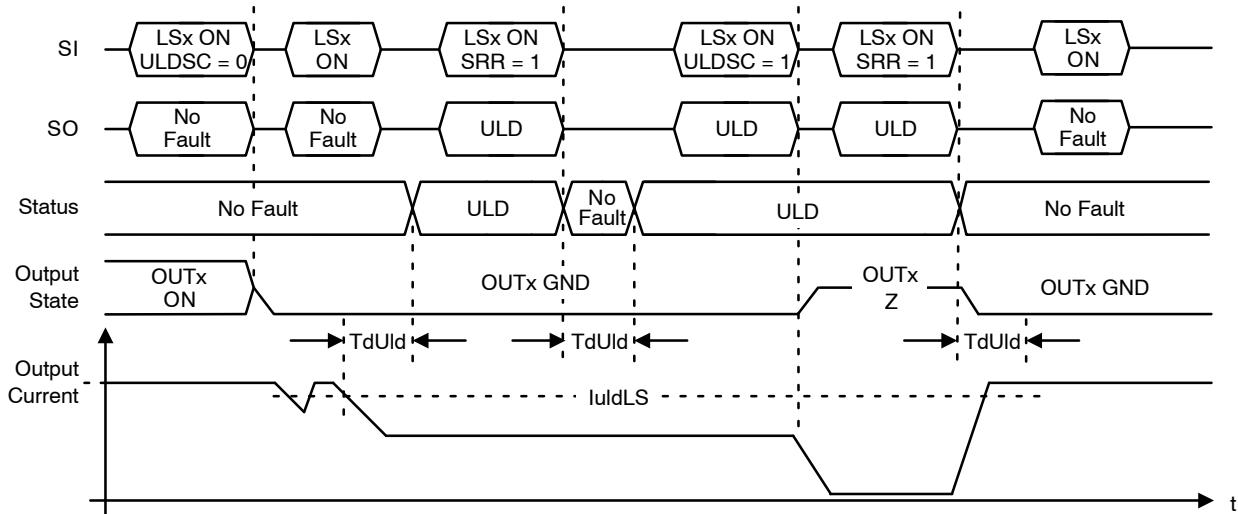 SI
LSx ON
ULDSC = 0
LSx
ON
LSx ON
SRR = 1
LSx ON
ULDSC = 1
LSx ON
SRR = 1
LSx
ON
SO
No
Fault
No
Fault
ULD
ULD
ULD
No
Fault
Status
No Fault
ULD
No
Fault
ULD
No Fault
Output
State
OUTx
ON
OUTx GND
OUTx
Z
OUTx GND
TdUld
TdUld
TdUld
Output
Current
IuldLS
t